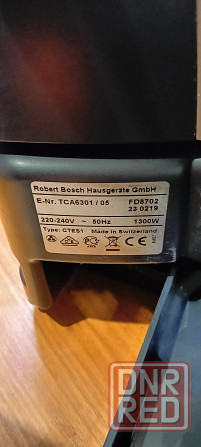 Robert Bosch Hausgeräte GmbH
E-Nr. TCA6301 / 05 FD8702
23 0219
220-240V ~ 50Hz 1300W
Type: CTES1 Made in Switzerland
DNR
RED